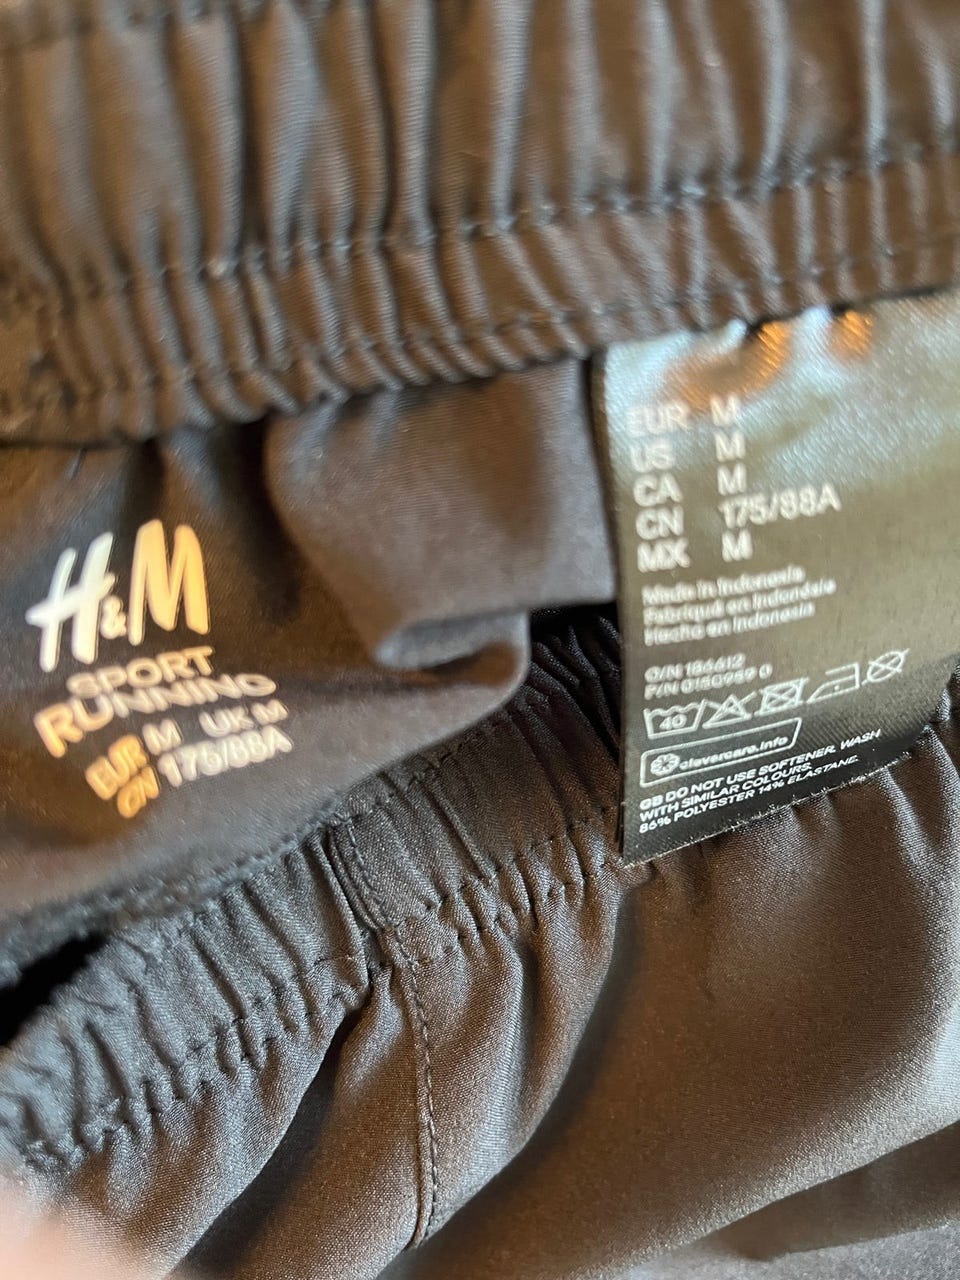 H&M
SPORT
RUNNING
EUR M UK M
CN 175/88A
EUR M
US M
CA M
CN 175/88A
MX M
Made in Indonesia
Fabriqué en Indonésie
Hecho en Indonesia
O/N 186612
P/N 0150959 0
40
clevercare.info
GB DO NOT USE SOFTENER. WASH
WITH SIMILAR COLOURS.
86% POLYESTER 14% ELASTANE.